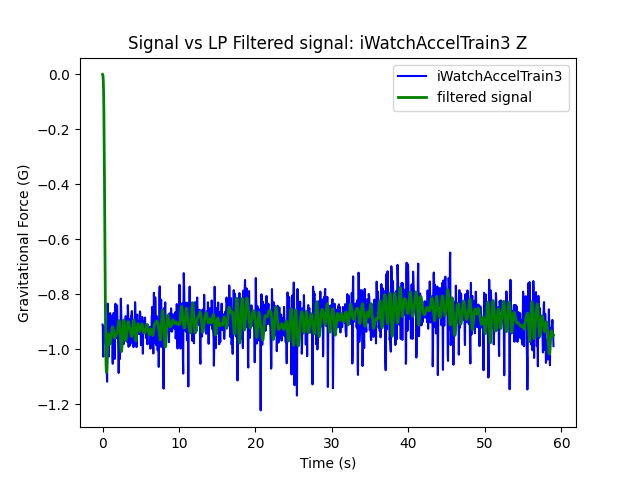 Signal vs LP Filtered signal: iWatchAccelTrain3 Z
iWatchAccelTrain3
filtered signal
Gravitational Force (G)
0.0
−0.2
−0.4
−0.6
−0.8
−1.0
−1.2
0 10 20 30 40 50 60
Time (s)